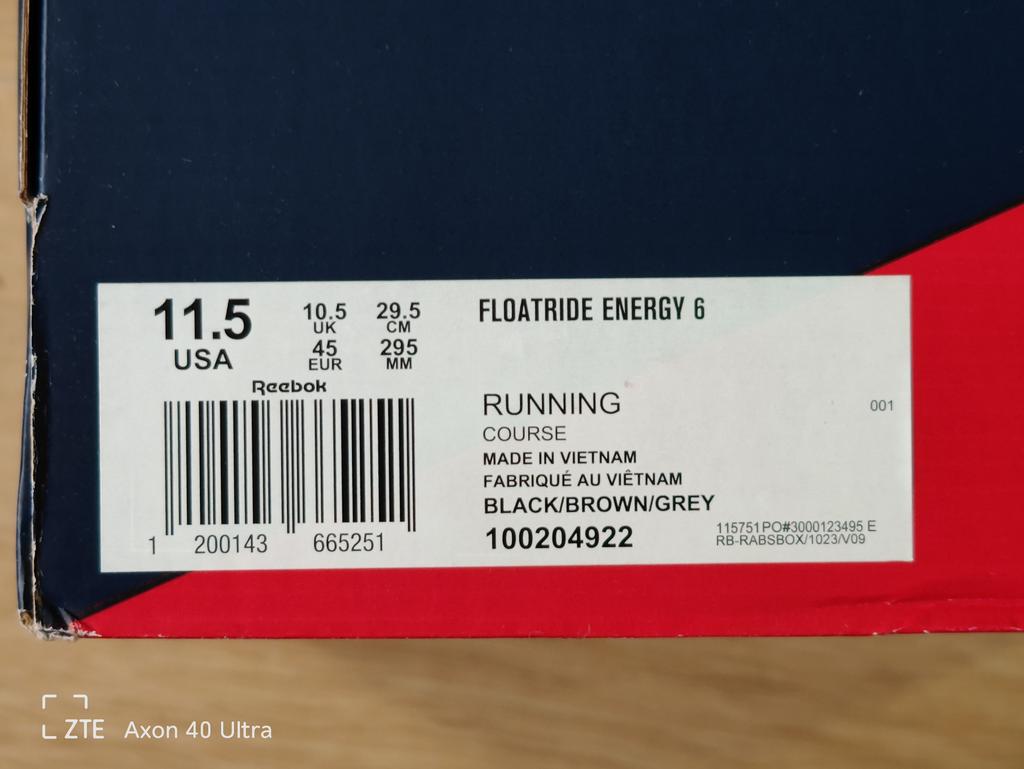 11.5
USA
10.5
UK
45
EUR
29.5
CM
295
MM
Reebok
1 200143 665251
FLOATRIDE ENERGY 6
RUNNING
COURSE
MADE IN VIETNAM
FABRIQUÉ AU VIÊTNAM
BLACK/BROWN/GREY
100204922
001
115751PO#3000123495 E
RB-RABSBOX/1023/V09
ZTE Axon 40 Ultra